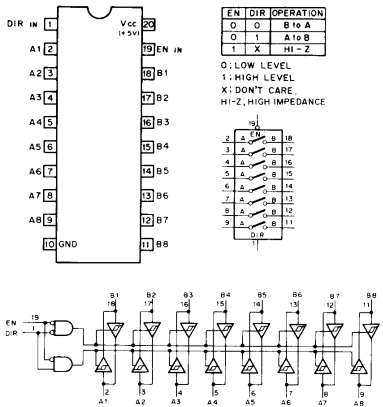 DIR IN 1
VCC 20
(+5V)
A1 2
19 EN IN
A2 3
18 B1
A3 4
17 B2
A4 5
16 B3
A5 6
15 B4
A6 7
14 B5
A7 8
13 B6
A8 9
12 B7
10 GND
11 B8
EN DIR OPERATION
0 0 B to A
0 1 A to B
1 X HI-Z
0; LOW LEVEL
1; HIGH LEVEL
X; DON'T CARE,
HI-Z, HIGH IMPEDANCE
19
EN
2 A B 18
3 A B 17
4 A B 16
5 A B 15
6 A B 14
7 A B 13
8 A B 12
9 A B 11
DIR
1
B1 B2 B3 B4 B5 B6 B7 B8
18 17 16 15 14 13 12 11
EN 19
DIR 1
2 3 4 5 6 7 8 9
A1 A2 A3 A4 A5 A6 A7 A8